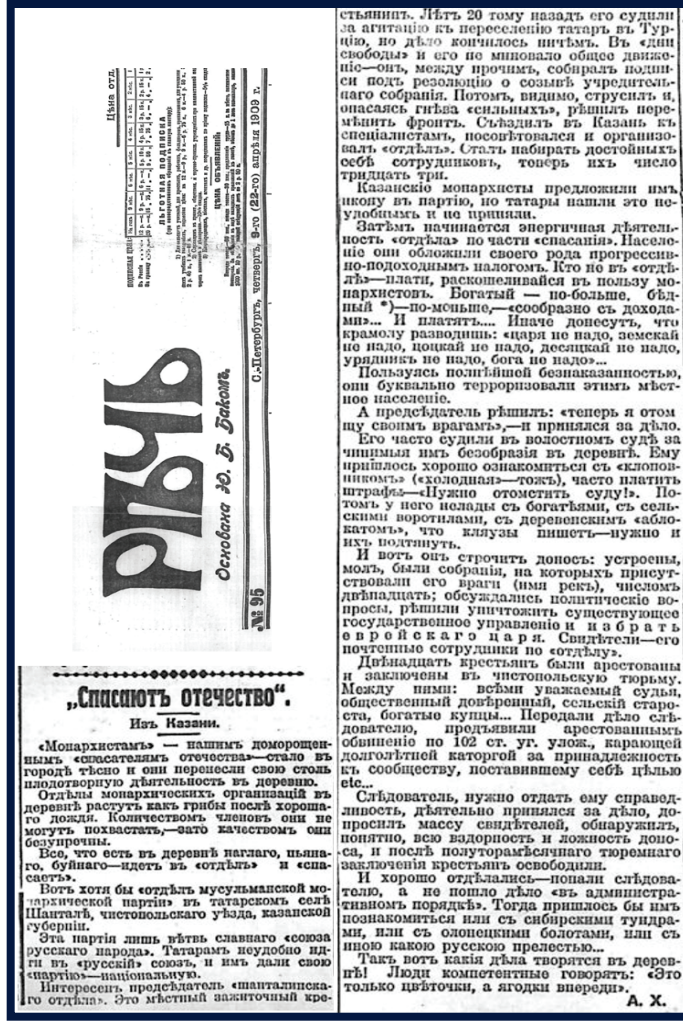 Цѣна отд.
ЛЬГОТНАЯ ПОДПИСКА
ЦѢНА ОБЪЯВЛЕНІЙ
РѢЧЬ
Основана Ю. Б. Бакомъ.
№ 95
С.-Петербургъ, четвергъ, 9-го (22-го) апрѣля 1909 г.
„Спасаютъ отечество“.
Изъ Казани.
«Монархистамъ» — нашимъ доморощен-
нымъ «спасателямъ отечества»—стало въ
городѣ тѣсно и они перенесли свою столь
плодотворную дѣятельность въ деревню.
Отдѣлы монархическихъ организацій въ
деревнѣ растутъ какъ грибы послѣ хороша-
го дождя. Количествомъ членовъ они не
могутъ похвастать,—зато качествомъ они
безупречны.
Все, что есть въ деревнѣ наглаго, пьяна-
го, буйнаго—идетъ въ «отдѣлъ» и «спа-
саетъ».
Вотъ хотя бы «отдѣлъ мусульманской мо-
нархической партіи» въ татарскомъ селѣ
Шанталѣ, чистопольскаго уѣзда, казанской
губерніи.
Эта партія лишь вѣтвь славнаго «союза
русскаго народа». Татарамъ неудобно ид-
ти въ «русскій» союзъ, и имъ дали свою
«партію»—національную.
Интересенъ предсѣдатель «шанталинска-
го отдѣла». Это мѣстный зажиточный кре-
стьянинъ. Лѣтъ 20 тому назадъ его судили
за агитацію къ переселенію татаръ въ Тур-
цію, но дѣло кончилось ничѣмъ. Въ «дни
свободы» и его не миновало общее движе-
ніе—онъ, между прочимъ, собиралъ подпи-
си подъ резолюцію о созывѣ учредитель-
наго собранія. Потомъ, видимо, струсилъ и,
опасаясь гнѣва «сильныхъ», рѣшилъ пере-
мѣнить фронтъ. Съѣздилъ въ Казань къ
спеціалистамъ, посовѣтовался и организо-
валъ «отдѣлъ». Сталъ набирать достойныхъ
себѣ сотрудниковъ, теперь ихъ число
тридцать три.
Казанскіе монархисты предложили имъ
икону въ партію, но татары нашли это не-
удобнымъ и не приняли.
Затѣмъ начинается энергичная дѣятель-
ность «отдѣла» по части «спасанія». Населе-
ніе они обложили своего рода прогрессив-
но-подоходнымъ налогомъ. Кто не въ «отдѣ-
лѣ»—плати, раскошеливайся въ пользу мо-
нархистовъ. Богатый — по-больше, бѣд-
ный *)—по-меньше,—«сообразно съ дохода-
ми»... И платятъ.... Иначе донесутъ, что
крамолу разводишь: «царя не надо, земскай
не надо, цоцкай не надо, десяцкай не надо,
урядникъ не надо, бога не надо»...
Пользуясь полнѣйшей безнаказанностью,
они буквально терроризовали этимъ мѣст-
ное населеніе.
А предсѣдатель рѣшилъ: «теперь я отом
щу своимъ врагамъ»,—и принялся за дѣло.
Его часто судили въ волостномъ судѣ за
чинимыя имъ безобразія въ деревнѣ. Ему
пришлось хорошо ознакомиться съ «клопов-
никомъ» («холодная»—тожъ), часто платить
штрафы—«Нужно отомстить суду!». По-
томъ у него нелады съ богатѣями, съ сель-
скими воротилами, съ деревенскимъ «абло-
катомъ», что кляузы пишетъ—нужно и
ихъ подтянуть.
И вотъ онъ строчитъ доносъ: устроены,
молъ, были собранія, на которыхъ присут-
ствовали его враги (имя рекъ), числомъ
двѣнадцать; обсуждались политическіе во-
просы, рѣшили уничтожить существующее
государственное управленіе и избрать
еврейскаго царя. Свидѣтели—его
почтенные сотрудники по «отдѣлу».
Двѣнадцать крестьянъ были арестованы
и заключены въ чистопольскую тюрьму.
Между ними: всѣми уважаемый судья,
общественный довѣренный, сельскій старо-
ста, богатые купцы... Передали дѣло слѣ-
дователю, предъявили арестованнымъ
обвиненіе по 102 ст. уг. улож., карающей
долголѣтней каторгой за принадлежность
къ сообществу, поставившему себѣ цѣлью
etc...
Слѣдователь, нужно отдать ему справед-
ливость, дѣятельно принялся за дѣло, до-
просилъ массу свидѣтелей, обнаружилъ,
понятно, всю вздорность и ложность доно-
са, и послѣ полуторамѣсячнаго тюремнаго
заключенія крестьянъ освободили.
И хорошо отдѣлались—попали слѣдова-
телю, а не пошло дѣло «въ администра-
тивномъ порядкѣ». Тогда пришлось бы имъ
познакомиться или съ сибирскими тундра-
ми, или съ олонецкими болотами, или съ
иною какою русскою прелестью...
Такъ вотъ какія дѣла творятся въ дерев-
нѣ! Люди компетентные говорятъ: «Это
только цвѣточки, а ягодки впереди».
А. Х.